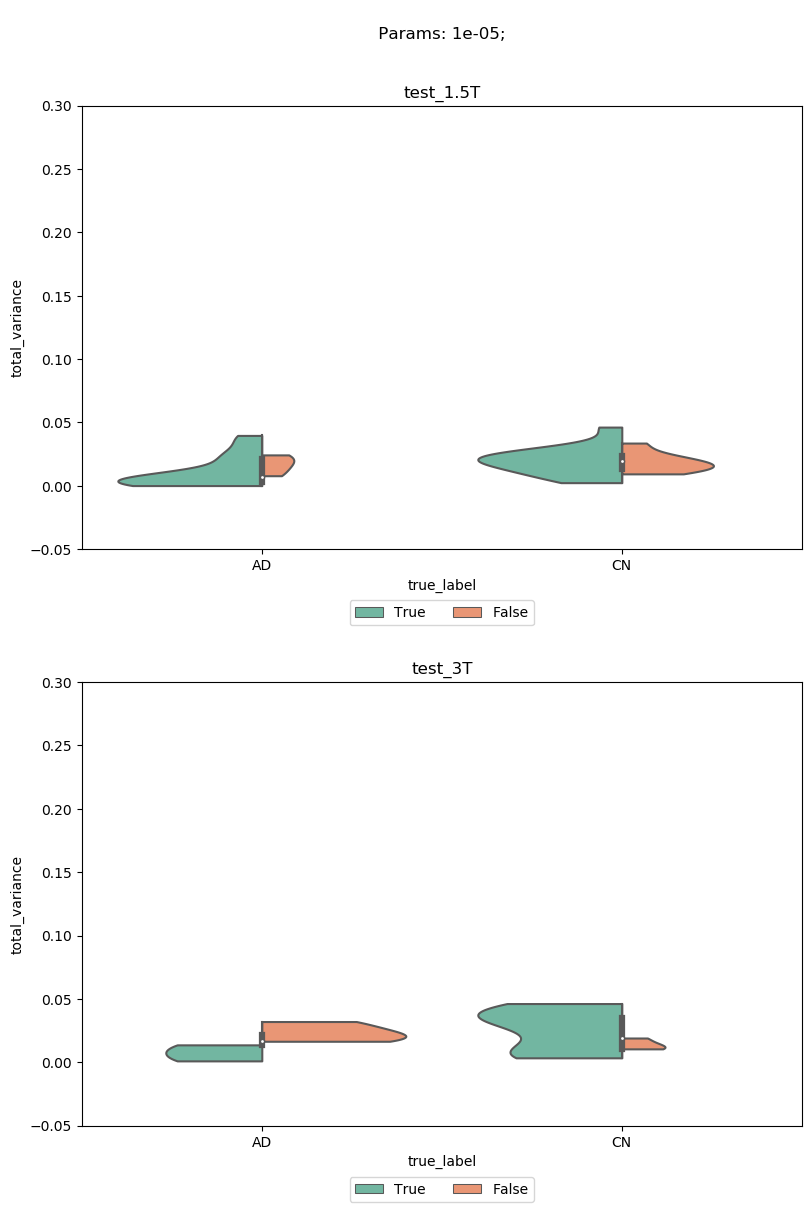 Params: 1e-05;
test_1.5T
0.30
0.25
0.20
0.15
0.10
0.05
0.00
−0.05
total_variance
AD CN
true_label
True False
test_3T
0.30
0.25
0.20
0.15
0.10
0.05
0.00
−0.05
total_variance
AD CN
true_label
True False